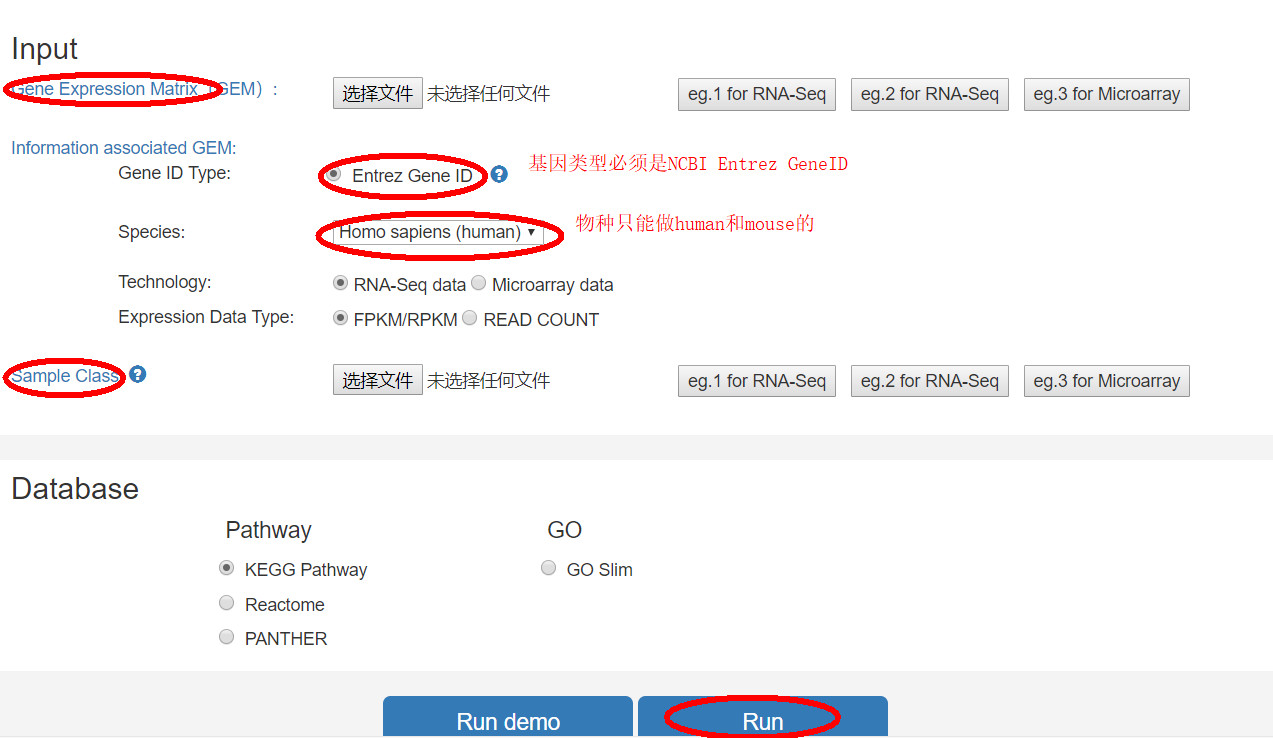 Input
Gene Expression Matrix（GEM）:
选择文件 未选择任何文件
eg.1 for RNA-Seq
eg.2 for RNA-Seq
eg.3 for Microarray
Information associated GEM:
Gene ID Type:
Entrez Gene ID ?
基因类型必须是NCBI Entrez GeneID
Species:
Homo sapiens (human) ▼
物种只能做human和mouse的
Technology:
RNA-Seq data
Microarray data
Expression Data Type:
FPKM/RPKM
READ COUNT
Sample Class ?
选择文件 未选择任何文件
eg.1 for RNA-Seq
eg.2 for RNA-Seq
eg.3 for Microarray
Database
Pathway
GO
KEGG Pathway
GO Slim
Reactome
PANTHER
Run demo
Run